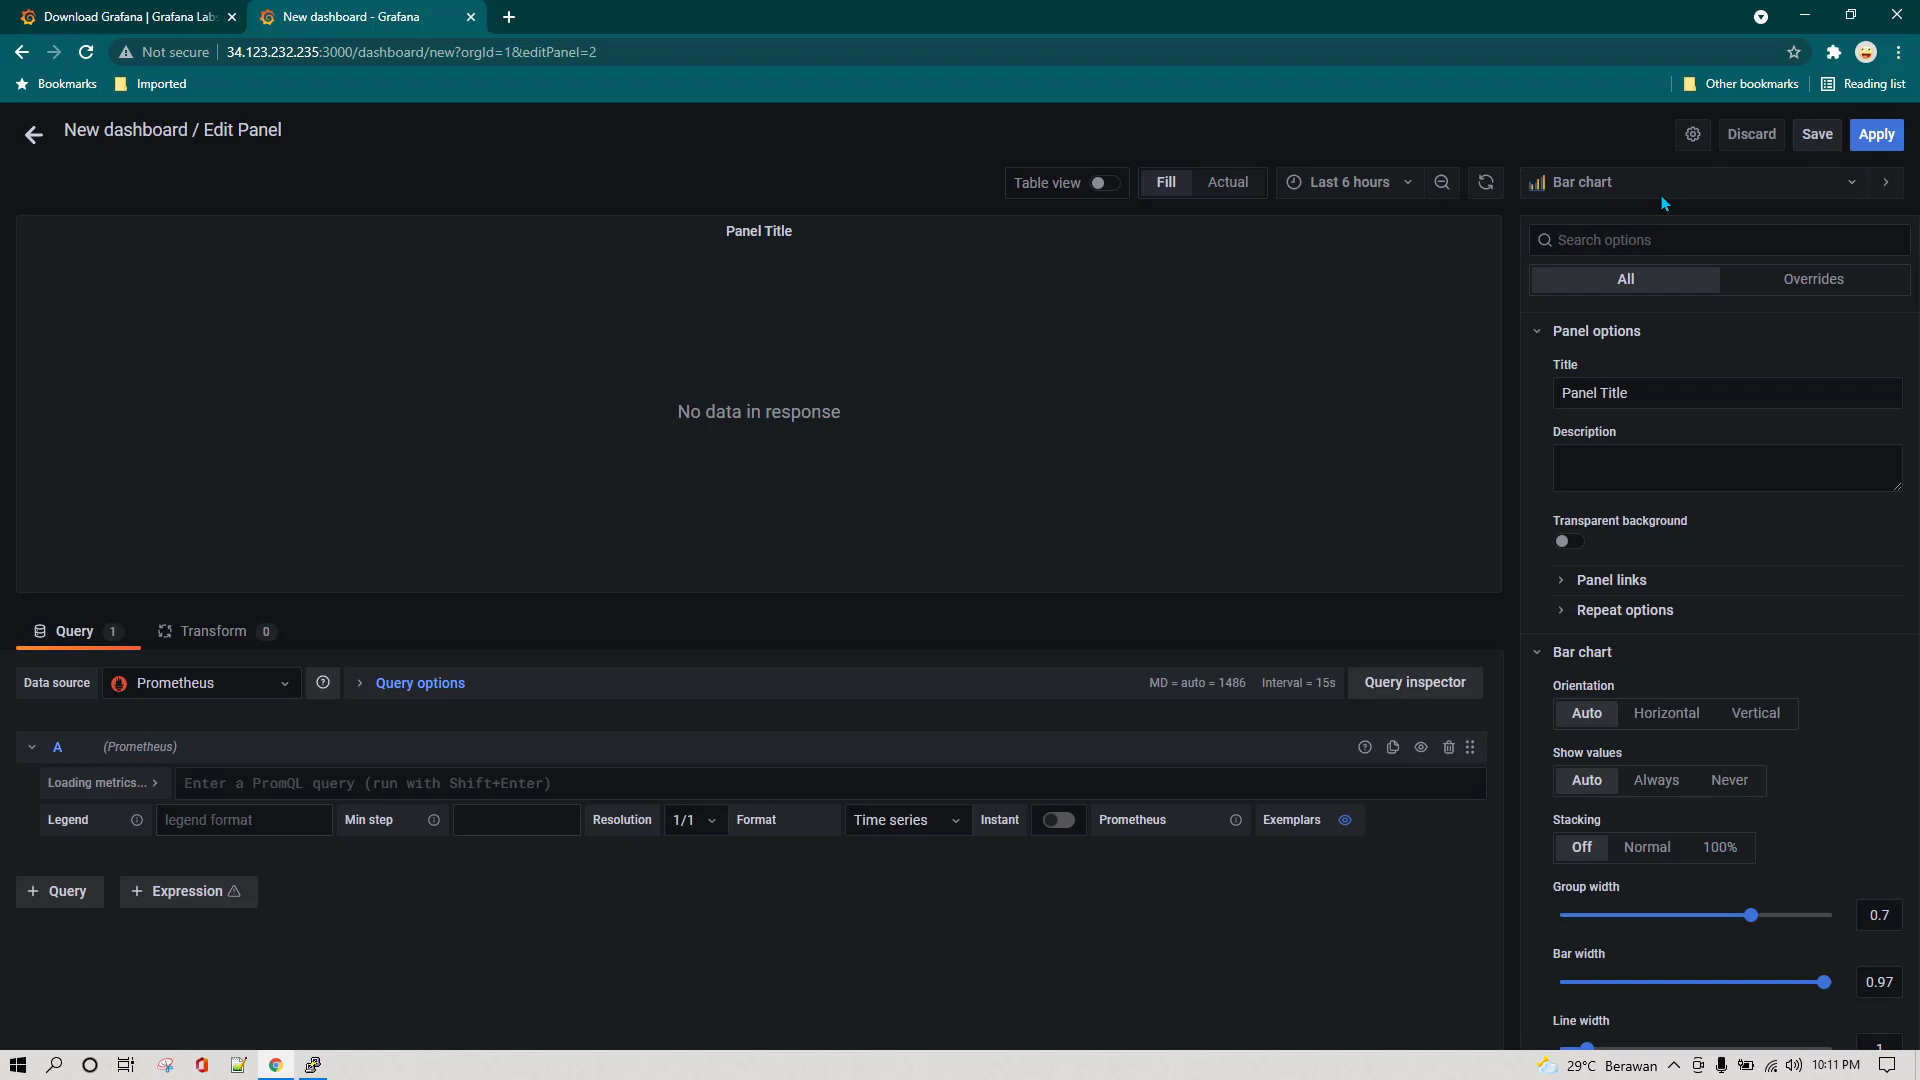 Download Grafana | Grafana Labs
New dashboard - Grafana
Not secure
34.123.232.235:3000/dashboard/new?orgId=1&editPanel=2
Bookmarks
Imported
Other bookmarks
Reading list
New dashboard / Edit Panel
Discard
Save
Apply
Table view
Fill
Actual
Last 6 hours
Bar chart
Panel Title
Search options
All
Overrides
Panel options
Title
Panel Title
No data in response
Description
Transparent background
Panel links
Repeat options
Query 1
Transform 0
Bar chart
Data source
Prometheus
Query options
MD = auto = 1486
Interval = 15s
Query inspector
Orientation
Auto
Horizontal
Vertical
A
(Prometheus)
Show values
Auto
Always
Never
Loading metrics...
Enter a PromQL query (run with Shift+Enter)
Legend
legend format
Min step
Resolution
1/1
Format
Time series
Instant
Prometheus
Exemplars
Stacking
Off
Normal
100%
+ Query
+ Expression
Group width
0.7
Bar width
0.97
Line width
1
29°C Berawan
10:11 PM